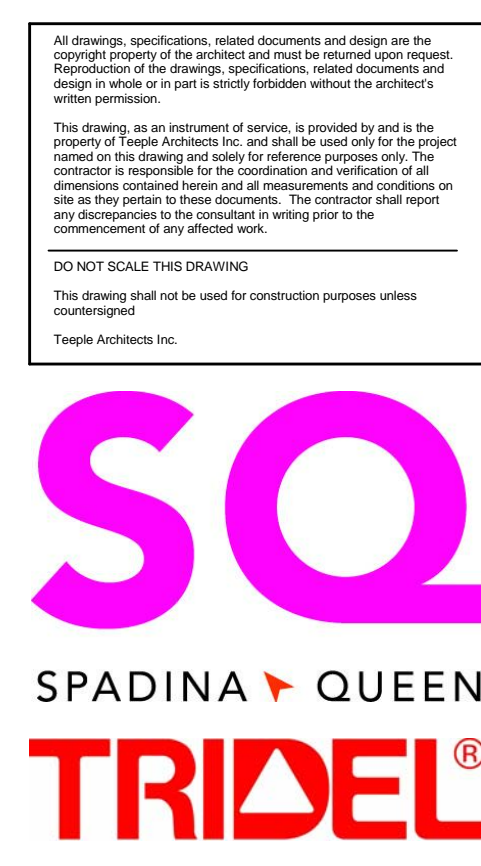 All drawings, specifications, related documents and design are the
copyright property of the architect and must be returned upon request.
Reproduction of the drawings, specifications, related documents and
design in whole or in part is strictly forbidden without the architect's
written permission.
This drawing, as an instrument of service, is provided by and is the
property of Teeple Architects Inc. and shall be used only for the project
named on this drawing and solely for reference purposes only. The
contractor is responsible for the coordination and verification of all
dimensions contained herein and all measurements and conditions on
site as they pertain to these documents. The contractor shall report
any discrepancies to the consultant in writing prior to the
commencement of any affected work.
DO NOT SCALE THIS DRAWING
This drawing shall not be used for construction purposes unless
countersigned
Teeple Architects Inc.
SQ
SPADINA QUEEN
TRIDEL®